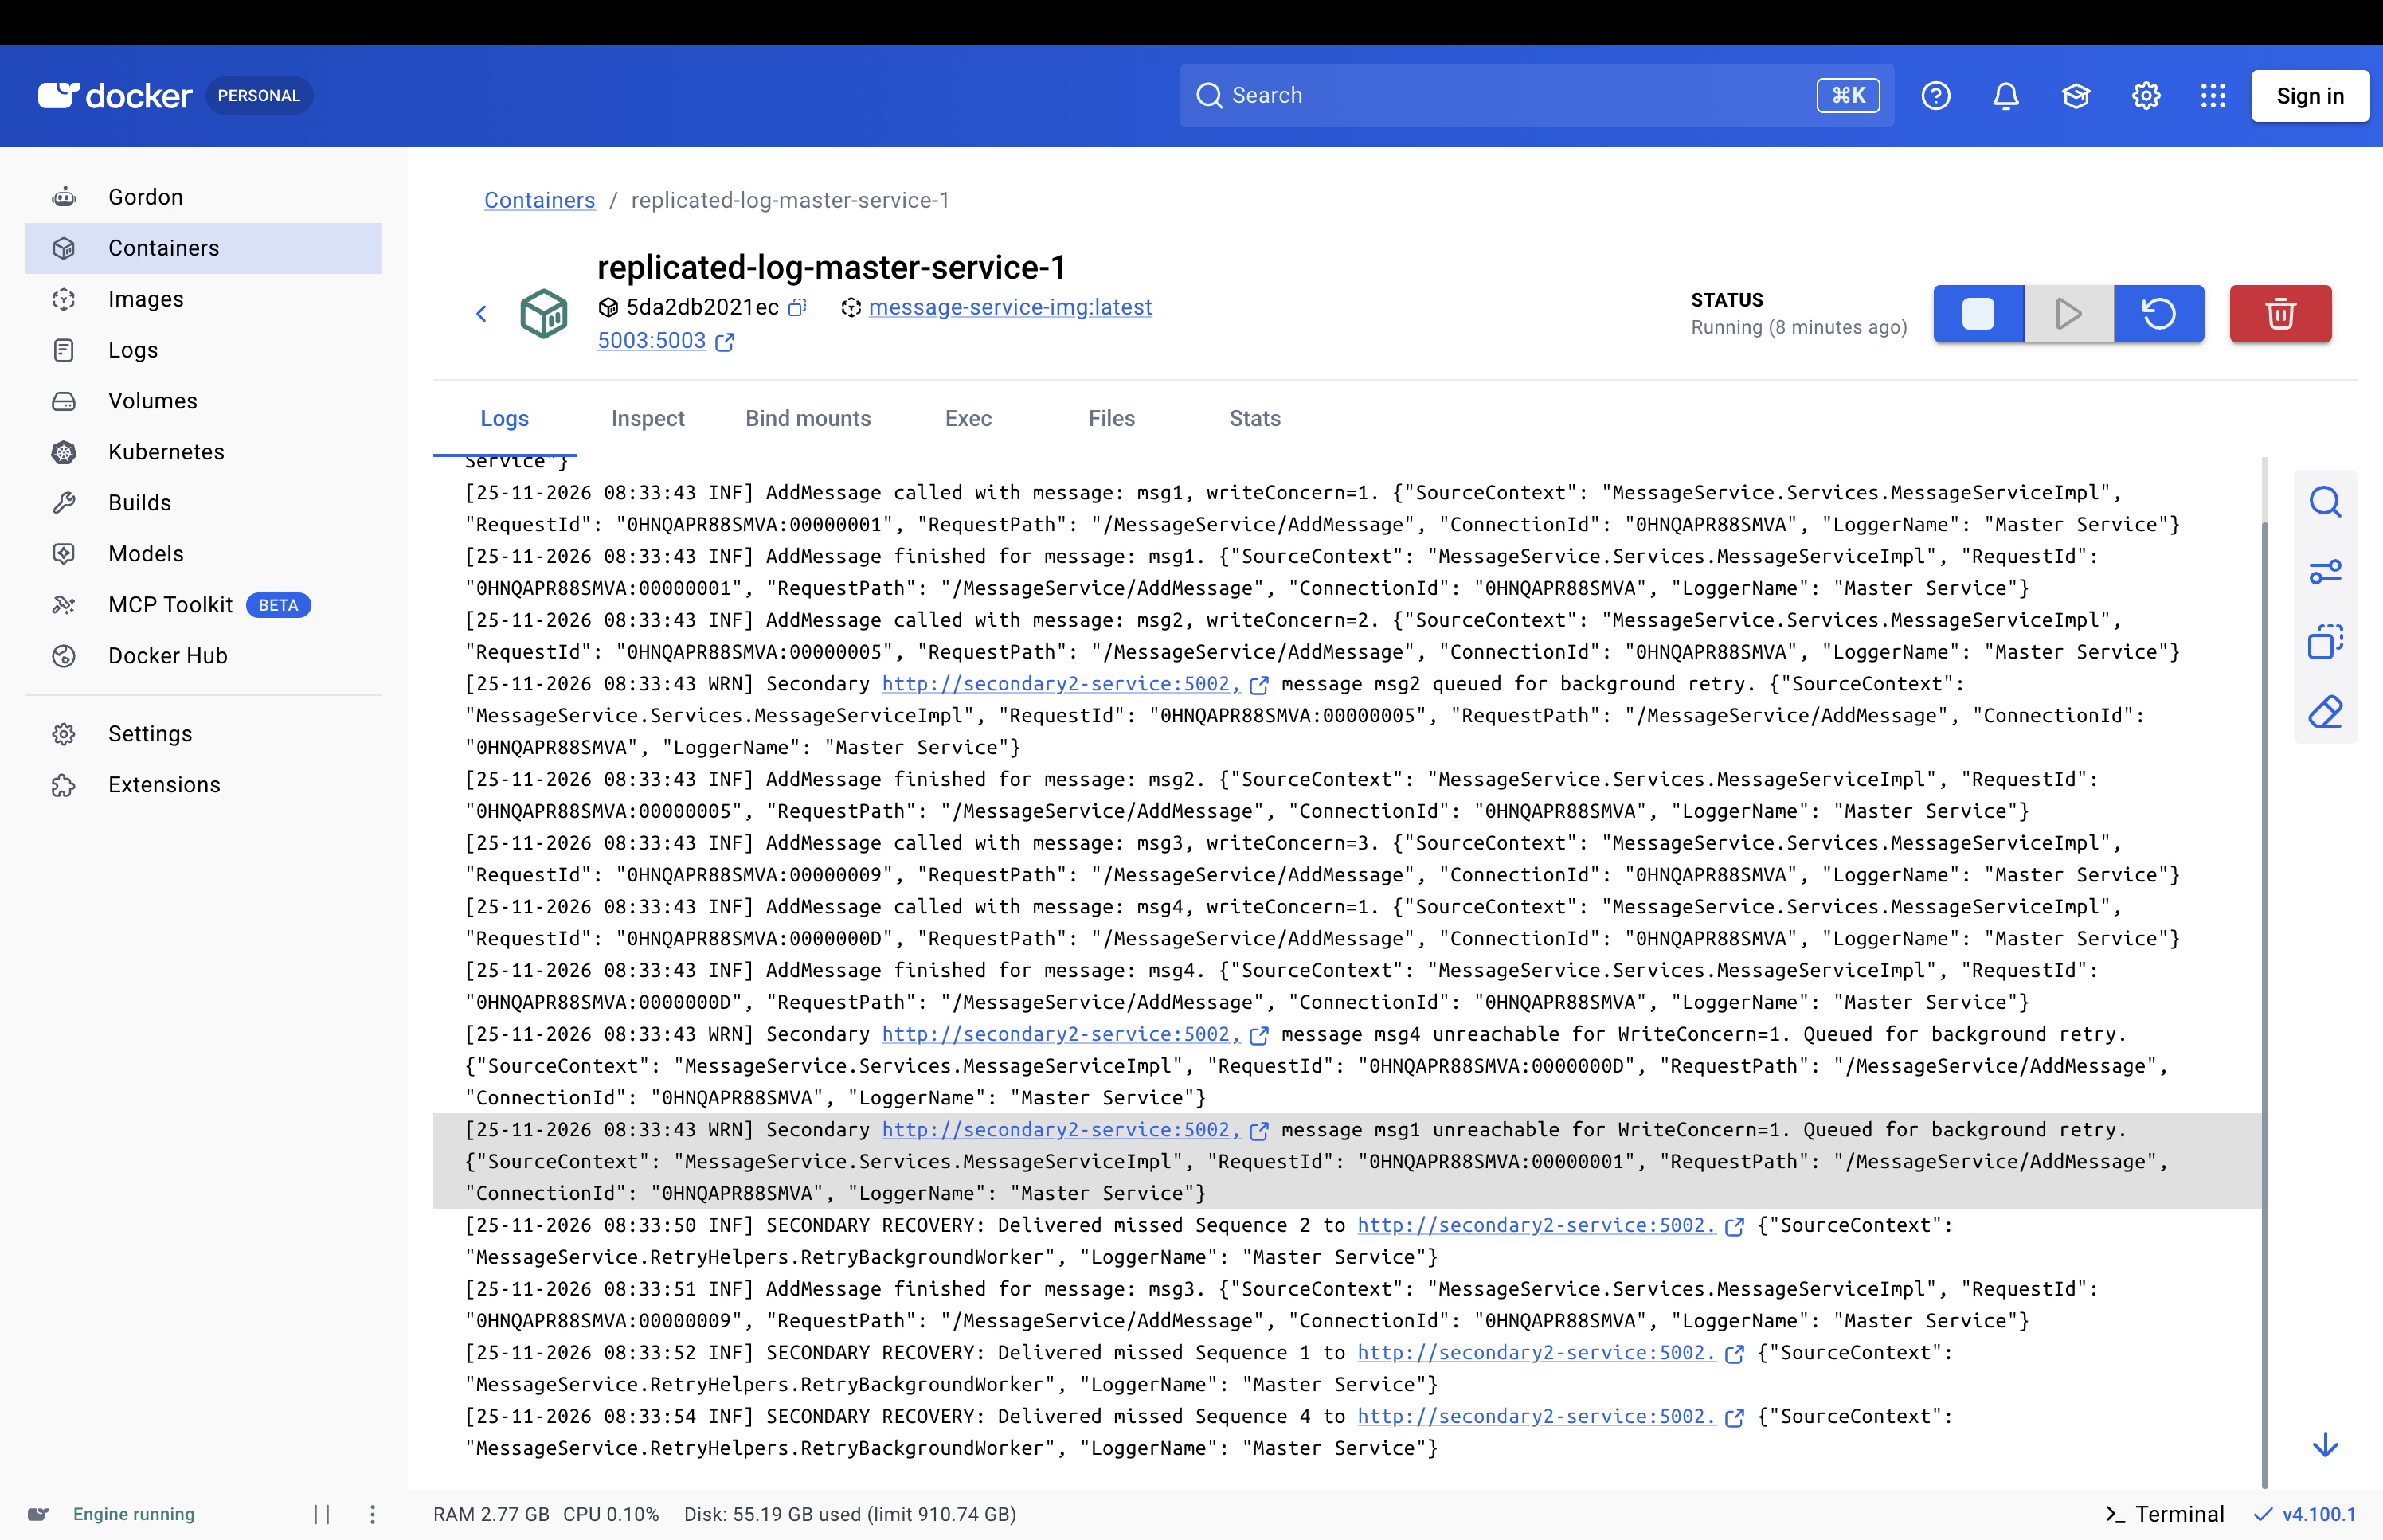 docker PERSONAL
Search ⌘K
Sign in
Gordon
Containers
Images
Logs
Volumes
Kubernetes
Builds
Models
MCP Toolkit BETA
Docker Hub
Settings
Extensions
Containers / replicated-log-master-service-1
replicated-log-master-service-1
5da2db2021ec message-service-img:latest
5003:5003
STATUS
Running (8 minutes ago)
Logs Inspect Bind mounts Exec Files Stats
Service"}
[25-11-2026 08:33:43 INF] AddMessage called with message: msg1, writeConcern=1. {"SourceContext": "MessageService.Services.MessageServiceImpl",
"RequestId": "0HNQAPR88SMVA:00000001", "RequestPath": "/MessageService/AddMessage", "ConnectionId": "0HNQAPR88SMVA", "LoggerName": "Master Service"}
[25-11-2026 08:33:43 INF] AddMessage finished for message: msg1. {"SourceContext": "MessageService.Services.MessageServiceImpl", "RequestId":
"0HNQAPR88SMVA:00000001", "RequestPath": "/MessageService/AddMessage", "ConnectionId": "0HNQAPR88SMVA", "LoggerName": "Master Service"}
[25-11-2026 08:33:43 INF] AddMessage called with message: msg2, writeConcern=2. {"SourceContext": "MessageService.Services.MessageServiceImpl",
"RequestId": "0HNQAPR88SMVA:00000005", "RequestPath": "/MessageService/AddMessage", "ConnectionId": "0HNQAPR88SMVA", "LoggerName": "Master Service"}
[25-11-2026 08:33:43 WRN] Secondary http://secondary2-service:5002, message msg2 queued for background retry. {"SourceContext":
"MessageService.Services.MessageServiceImpl", "RequestId": "0HNQAPR88SMVA:00000005", "RequestPath": "/MessageService/AddMessage", "ConnectionId":
"0HNQAPR88SMVA", "LoggerName": "Master Service"}
[25-11-2026 08:33:43 INF] AddMessage finished for message: msg2. {"SourceContext": "MessageService.Services.MessageServiceImpl", "RequestId":
"0HNQAPR88SMVA:00000005", "RequestPath": "/MessageService/AddMessage", "ConnectionId": "0HNQAPR88SMVA", "LoggerName": "Master Service"}
[25-11-2026 08:33:43 INF] AddMessage called with message: msg3, writeConcern=3. {"SourceContext": "MessageService.Services.MessageServiceImpl",
"RequestId": "0HNQAPR88SMVA:00000009", "RequestPath": "/MessageService/AddMessage", "ConnectionId": "0HNQAPR88SMVA", "LoggerName": "Master Service"}
[25-11-2026 08:33:43 INF] AddMessage called with message: msg4, writeConcern=1. {"SourceContext": "MessageService.Services.MessageServiceImpl",
"RequestId": "0HNQAPR88SMVA:0000000D", "RequestPath": "/MessageService/AddMessage", "ConnectionId": "0HNQAPR88SMVA", "LoggerName": "Master Service"}
[25-11-2026 08:33:43 INF] AddMessage finished for message: msg4. {"SourceContext": "MessageService.Services.MessageServiceImpl", "RequestId":
"0HNQAPR88SMVA:0000000D", "RequestPath": "/MessageService/AddMessage", "ConnectionId": "0HNQAPR88SMVA", "LoggerName": "Master Service"}
[25-11-2026 08:33:43 WRN] Secondary http://secondary2-service:5002, message msg4 unreachable for WriteConcern=1. Queued for background retry.
{"SourceContext": "MessageService.Services.MessageServiceImpl", "RequestId": "0HNQAPR88SMVA:0000000D", "RequestPath": "/MessageService/AddMessage",
"ConnectionId": "0HNQAPR88SMVA", "LoggerName": "Master Service"}
[25-11-2026 08:33:43 WRN] Secondary http://secondary2-service:5002, message msg1 unreachable for WriteConcern=1. Queued for background retry.
{"SourceContext": "MessageService.Services.MessageServiceImpl", "RequestId": "0HNQAPR88SMVA:00000001", "RequestPath": "/MessageService/AddMessage",
"ConnectionId": "0HNQAPR88SMVA", "LoggerName": "Master Service"}
[25-11-2026 08:33:50 INF] SECONDARY RECOVERY: Delivered missed Sequence 2 to http://secondary2-service:5002. {"SourceContext":
"MessageService.RetryHelpers.RetryBackgroundWorker", "LoggerName": "Master Service"}
[25-11-2026 08:33:51 INF] AddMessage finished for message: msg3. {"SourceContext": "MessageService.Services.MessageServiceImpl", "RequestId":
"0HNQAPR88SMVA:00000009", "RequestPath": "/MessageService/AddMessage", "ConnectionId": "0HNQAPR88SMVA", "LoggerName": "Master Service"}
[25-11-2026 08:33:52 INF] SECONDARY RECOVERY: Delivered missed Sequence 1 to http://secondary2-service:5002. {"SourceContext":
"MessageService.RetryHelpers.RetryBackgroundWorker", "LoggerName": "Master Service"}
[25-11-2026 08:33:54 INF] SECONDARY RECOVERY: Delivered missed Sequence 4 to http://secondary2-service:5002. {"SourceContext":
"MessageService.RetryHelpers.RetryBackgroundWorker", "LoggerName": "Master Service"}
Engine running RAM 2.77 GB CPU 0.10% Disk: 55.19 GB used (limit 910.74 GB) Terminal v4.100.1